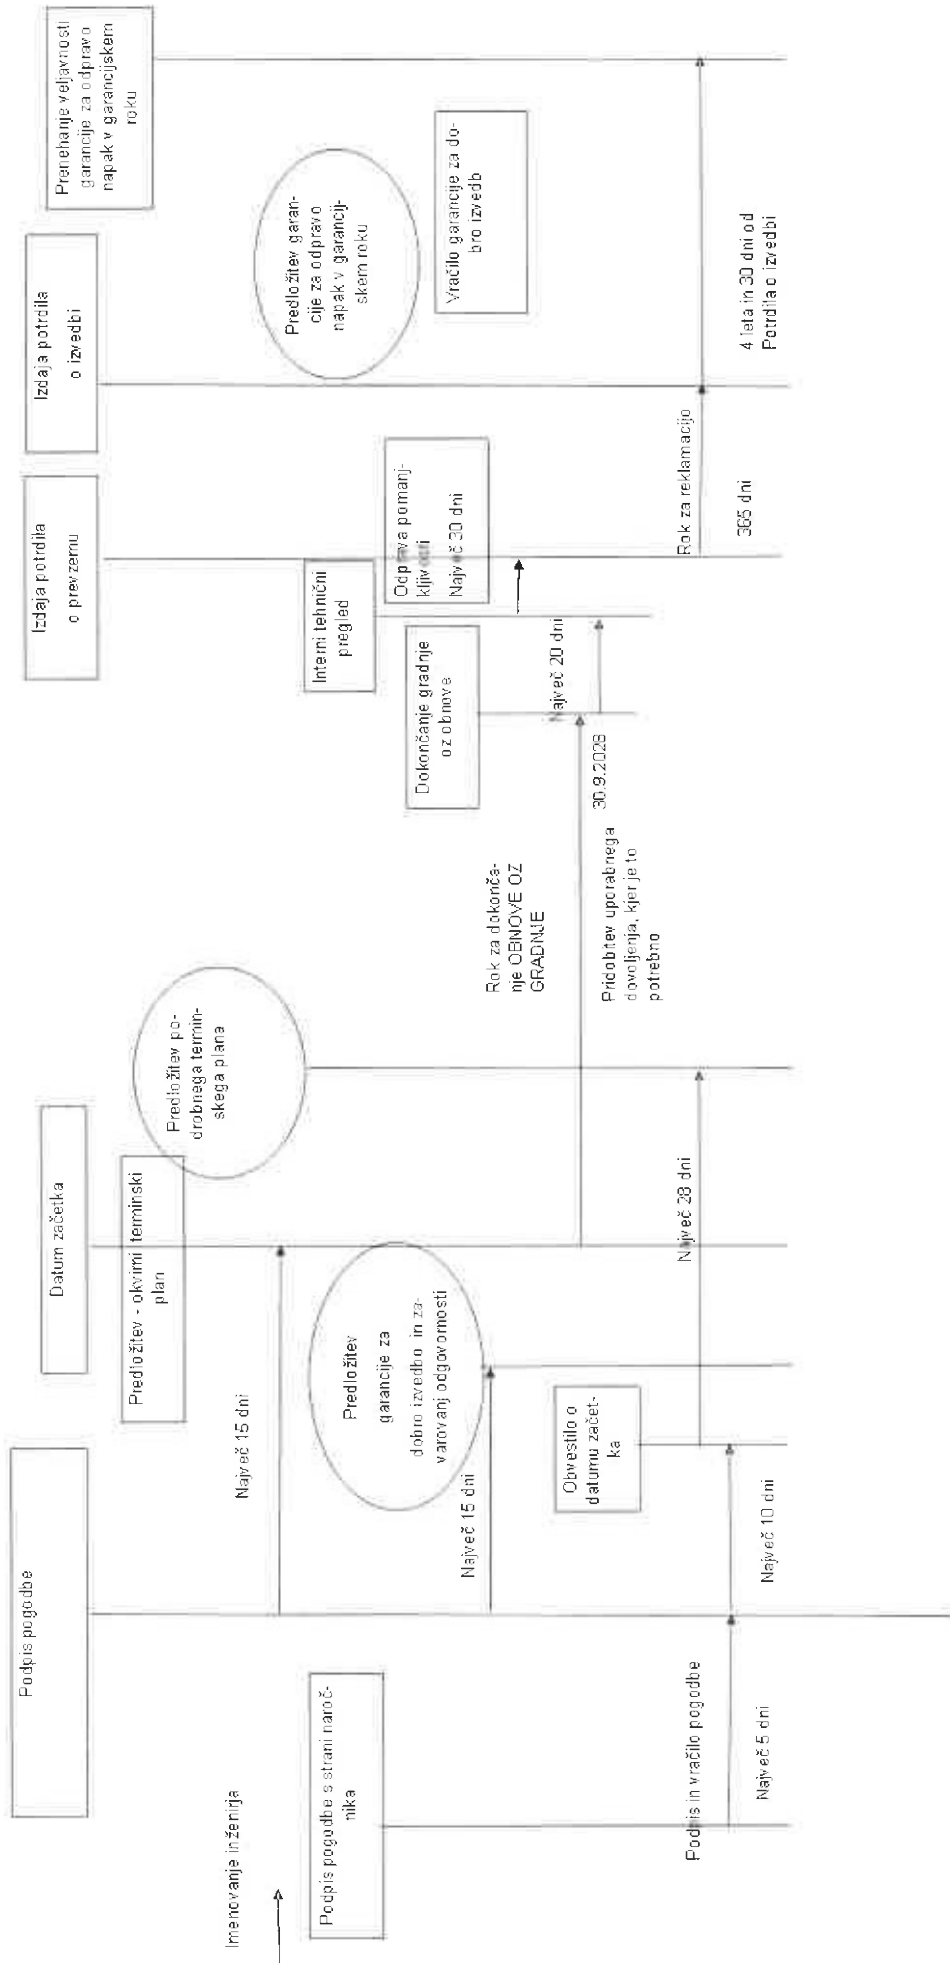 Podpis pogodbe
Datum začetka
Izdaja potrdila
o prevzemu
Izdaja potrdila
o izvedbi
Prenehanje veljavnosti
garancije za odpravo
napak v garancijskem
roku
Imenovanje inženirja
Podpis pogodbe s strani naroč-
nika
Predložitev - okvirni terminski
plan
Predložitev po-
drobnega termin-
skega plana
Največ 15 dni
Predložitev
garancije za
dobro izvedbo in za-
varovanj odgovornosti
Največ 15 dni
Obvestilo o
datumu začet-
ka
Rok za dokonča-
nje OBNOVE OZ
GRADNJE
30.9.2028
Pridobitev uporabnega
dovoljenja, kjer je to
potrebno
Dokončanje gradnje
oz obnove
Interni tehnični
pregled
Največ 20 dni
Odprava pomanj-
kljivosti
Največ 30 dni
Predložitev garan-
cije za odpravo
napak v garancij-
skem roku
Vračilo garancije za do-
bro izvedb
Podpis in vračilo pogodbe
Največ 5 dni
Največ 10 dni
Največ 28 dni
Rok za reklamacijo
365 dni
4 leta in 30 dni od
Potrdila o izvedbi